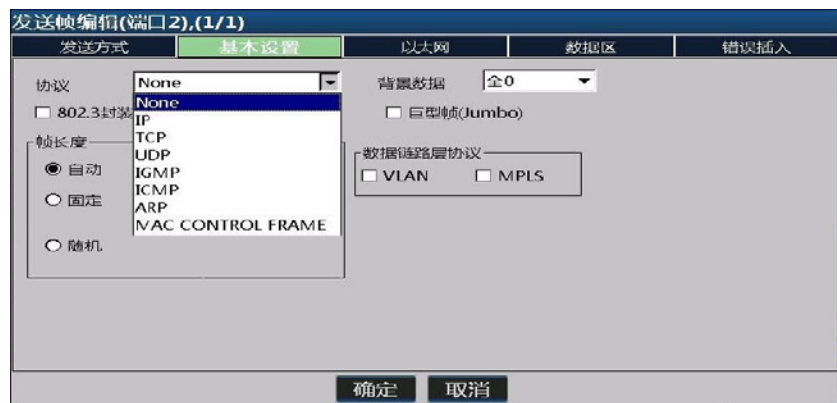 发送帧编辑(端口2),(1/1)
发送方式 基本设置 以太网 数据区 错误插入
协议 None 背景数据 全0
None
802.3封装 巨型帧(Jumbo)
IP
TCP
帧长度 UDP 数据链路层协议
自动 IGMP VLAN MPLS
ICMP
固定 ARP
MAC CONTROL FRAME
随机
确定 取消